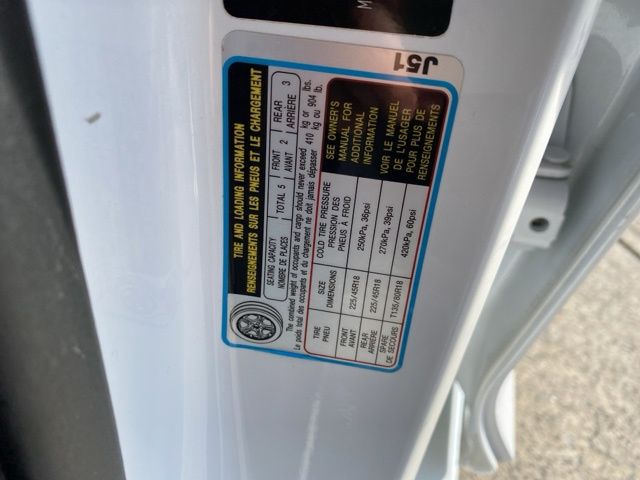 TIRE AND LOADING INFORMATION
RENSEIGNEMENTS SUR LES PNEUS ET LE CHARGEMENT
SEATING CAPACITY
NOMBRE DE PLACES
TOTAL 5
FRONT
AVANT
2
REAR
ARRIÈRE
3
The combined weight of occupants and cargo should never exceed 410 kg or 904 lbs.
Le poids total des occupants et du chargement ne doit jamais dépasser 410 kg ou 904 lb.
TIRE
PNEU
SIZE
DIMENSIONS
COLD TIRE PRESSURE
PRESSION DES
PNEUS À FROID
FRONT
AVANT
225/45R18
250kPa, 36psi
REAR
ARRIÈRE
225/45R18
270kPa, 39psi
SPARE
DE SECOURS
T135/80R18
420kPa, 60psi
SEE OWNER'S
MANUAL FOR
ADDITIONAL
INFORMATION
VOIR LE MANUEL
DE L'USAGER
POUR PLUS DE
RENSEIGNEMENTS
J51
M